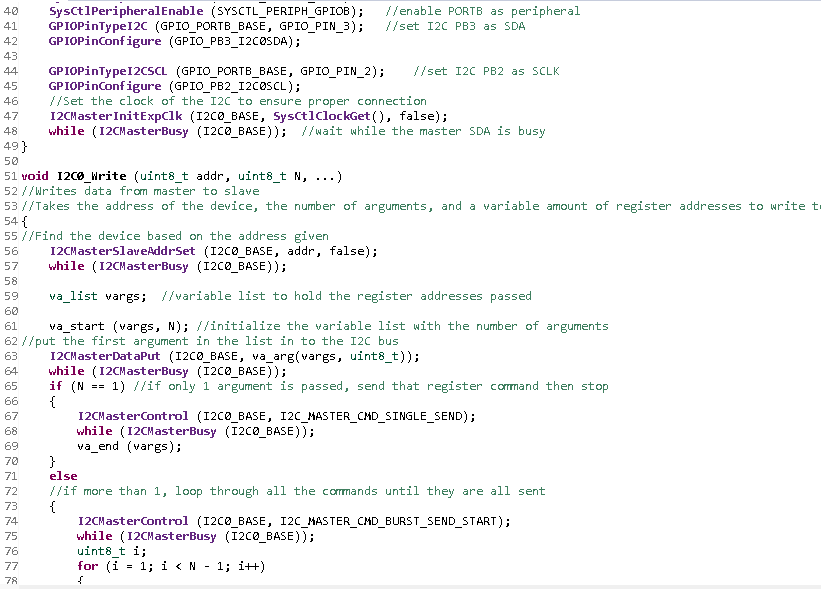 40 SysCtlPeripheralEnable (SYSCTL_PERIPH_GPIOB); //enable PORTB as peripheral
41 GPIOPinTypeI2C (GPIO_PORTB_BASE, GPIO_PIN_3); //set I2C PB3 as SDA
42 GPIOPinConfigure (GPIO_PB3_I2C0SDA);
43
44 GPIOPinTypeI2CSCL (GPIO_PORTB_BASE, GPIO_PIN_2); //set I2C PB2 as SCLK
45 GPIOPinConfigure (GPIO_PB2_I2C0SCL);
46 //Set the clock of the I2C to ensure proper connection
47 I2CMasterInitExpClk (I2C0_BASE, SysCtlClockGet(), false);
48 while (I2CMasterBusy (I2C0_BASE)); //wait while the master SDA is busy
49 }
50
51 void I2C0_Write (uint8_t addr, uint8_t N, ...)
52 //Writes data from master to slave
53 //Takes the address of the device, the number of arguments, and a variable amount of register addresses to write t
54 {
55 //Find the device based on the address given
56 I2CMasterSlaveAddrSet (I2C0_BASE, addr, false);
57 while (I2CMasterBusy (I2C0_BASE));
58
59 va_list vargs; //variable list to hold the register addresses passed
60
61 va_start (vargs, N); //initialize the variable list with the number of arguments
62 //put the first argument in the list in to the I2C bus
63 I2CMasterDataPut (I2C0_BASE, va_arg(vargs, uint8_t));
64 while (I2CMasterBusy (I2C0_BASE));
65 if (N == 1) //if only 1 argument is passed, send that register command then stop
66 {
67 I2CMasterControl (I2C0_BASE, I2C_MASTER_CMD_SINGLE_SEND);
68 while (I2CMasterBusy (I2C0_BASE));
69 va_end (vargs);
70 }
71 else
72 //if more than 1, loop through all the commands until they are all sent
73 {
74 I2CMasterControl (I2C0_BASE, I2C_MASTER_CMD_BURST_SEND_START);
75 while (I2CMasterBusy (I2C0_BASE));
76 uint8_t i;
77 for (i = 1; i < N - 1; i++)
78 {